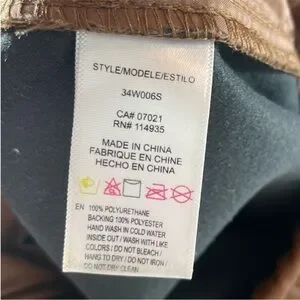 STYLE/MODELE/ESTILO
34W006S
CA# 07021
RN# 114935
MADE IN CHINA
FABRIQUE EN CHINE
HECHO EN CHINA
EN 100% POLYURETHANE
BACKING 100% POLYESTER
HAND WASH IN COLD WATER
INSIDE OUT / WASH WITH LIKE
COLORS / DO NOT BLEACH /
HANG TO DRY / DO NOT IRON /
DO NOT DRY CLEAN